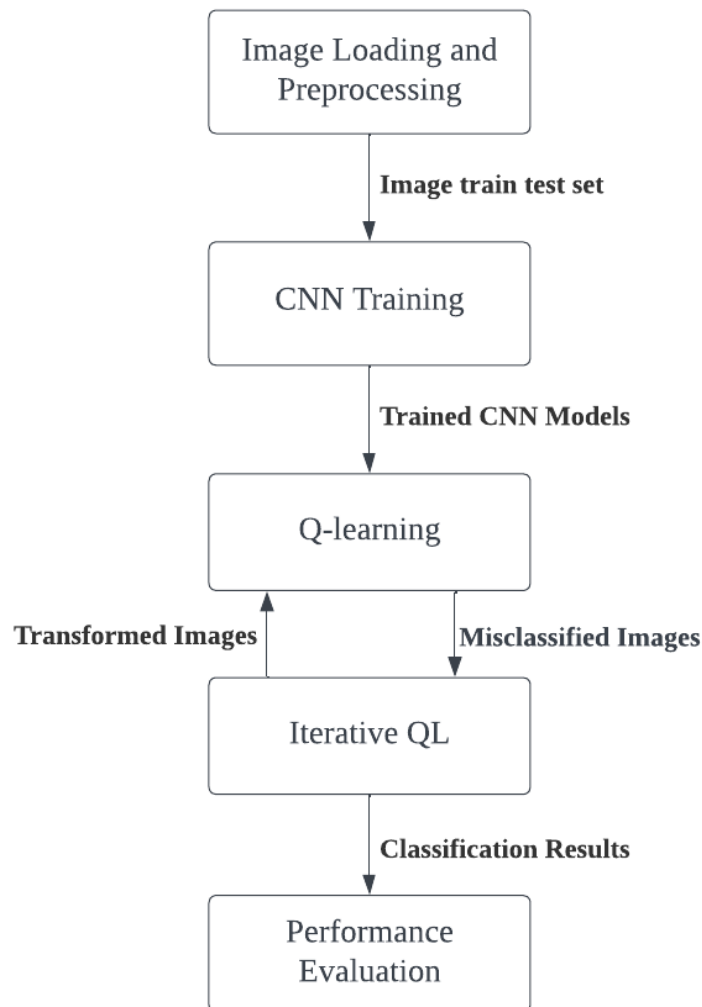 Image Loading and
Preprocessing
Image train test set
CNN Training
Trained CNN Models
Q-learning
Transformed Images
Misclassified Images
Iterative QL
Classification Results
Performance
Evaluation